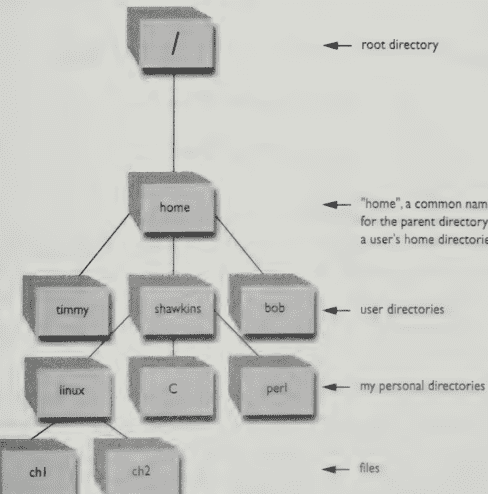 /
root directory
home
"home", a common nam
for the parent directory
a user's home directorie
timmy
shawkins
bob
user directories
linux
C
perl
my personal directories
ch1
ch2
files